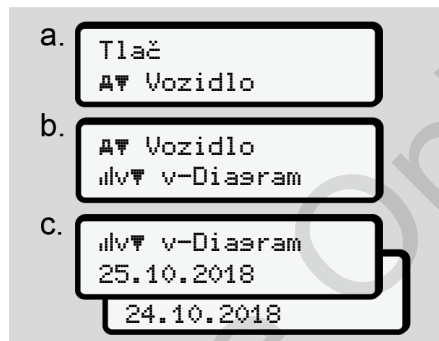 a.
Tlač
Vozidlo
b.
Vozidlo
v-Diagram
c.
v-Diagram
25.10.2018
24.10.2018